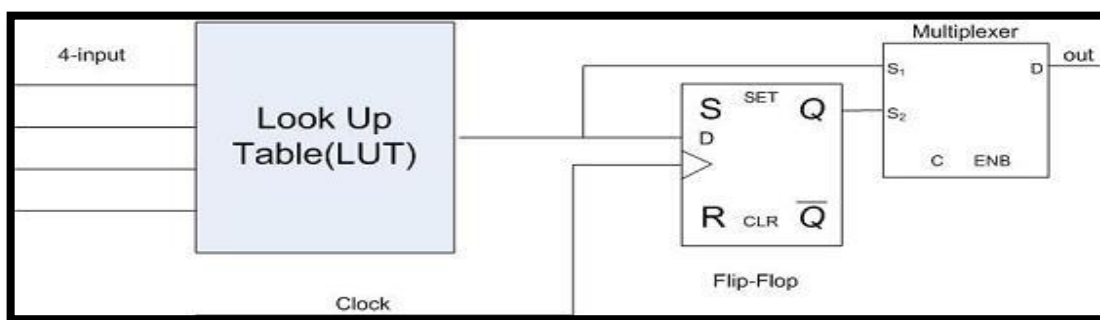 4-input
Look Up
Table(LUT)
Clock
S SET Q
D
R CLR Q
Flip-Flop
Multiplexer
S₁ D
S₂
C ENB
out